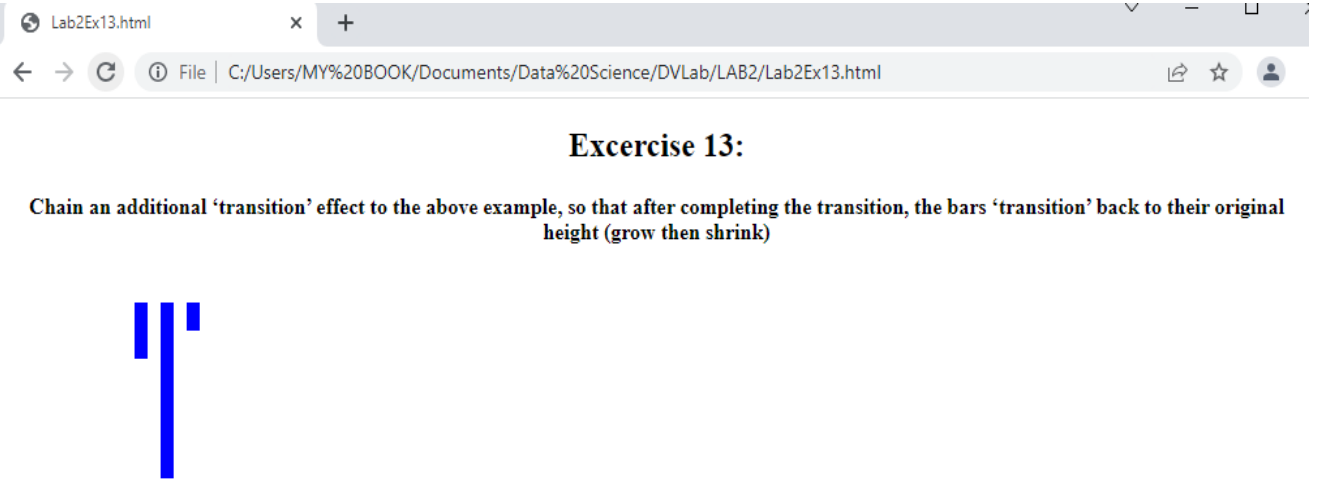 Lab2Ex13.html
File | C:/Users/MY%20BOOK/Documents/Data%20Science/DVLab/LAB2/Lab2Ex13.html
Excercise 13:
Chain an additional ‘transition’ effect to the above example, so that after completing the transition, the bars ‘transition’ back to their original
height (grow then shrink)